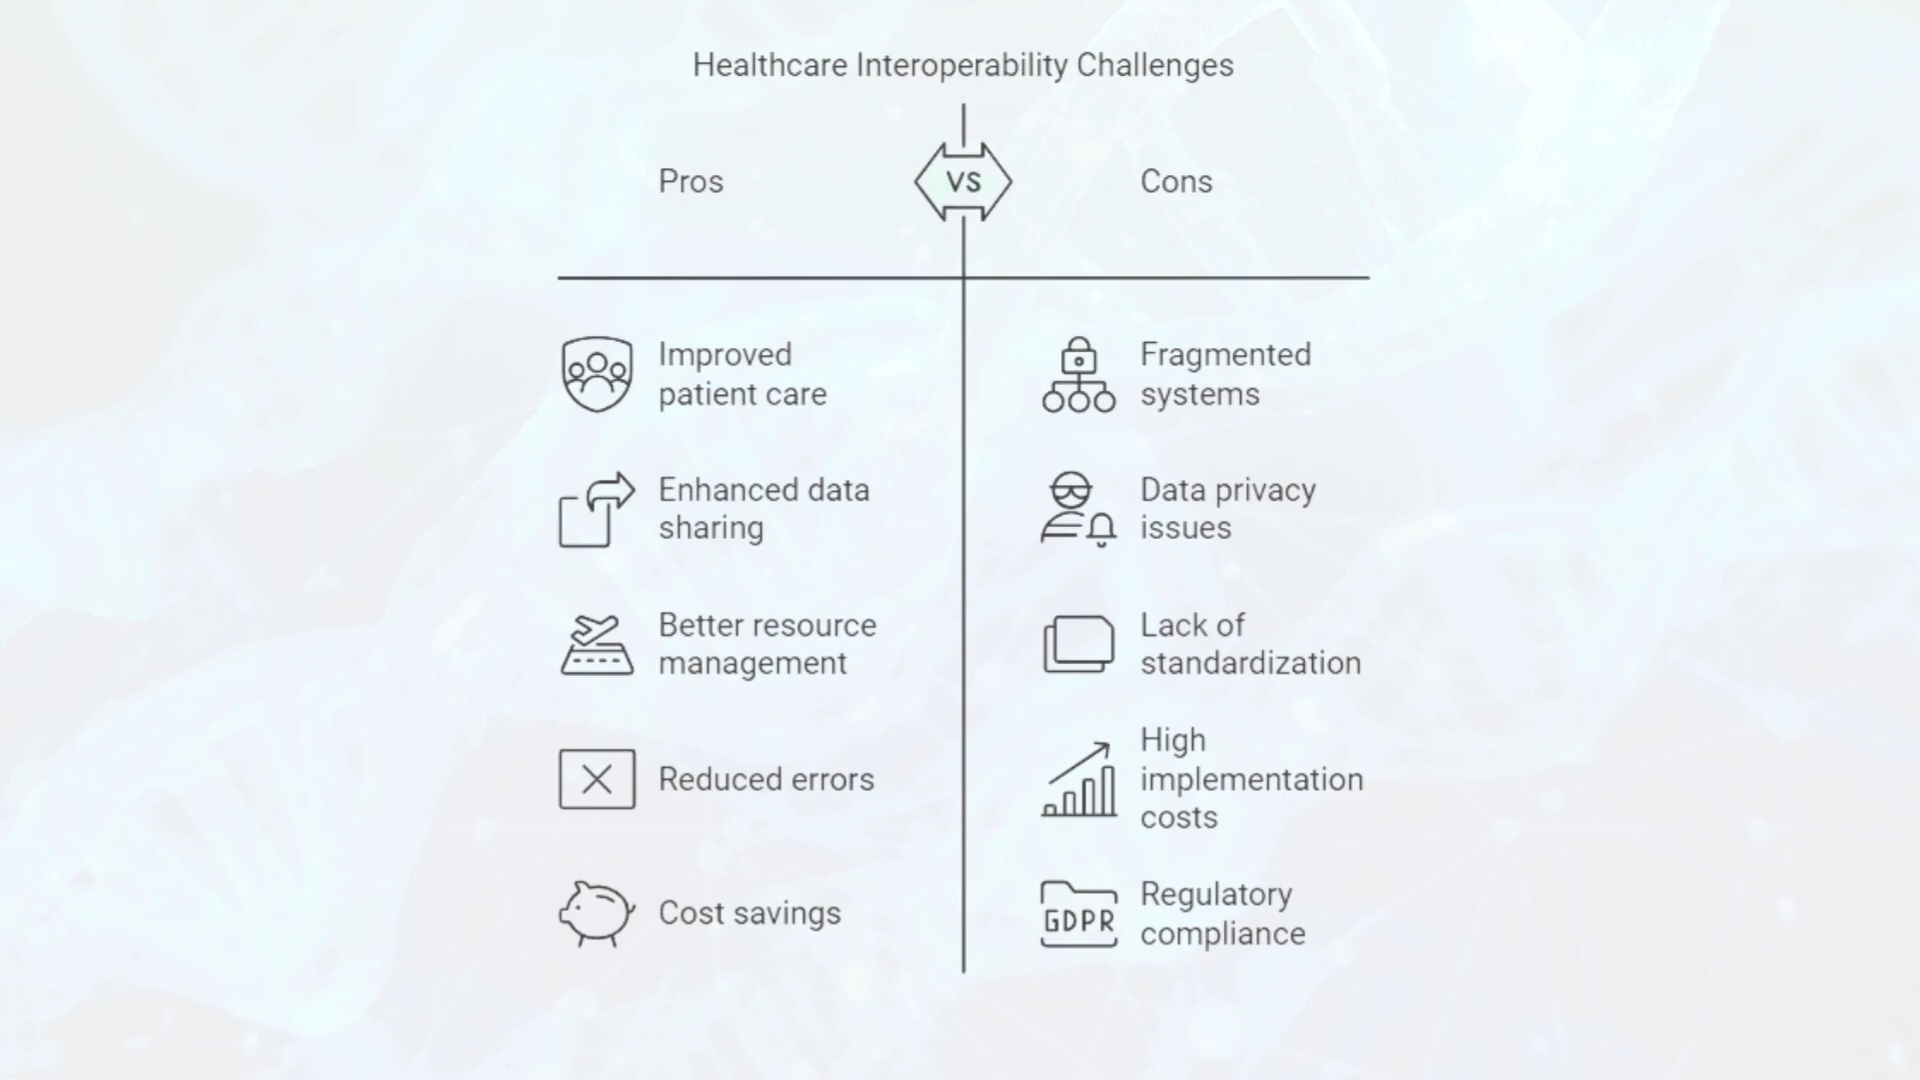 Healthcare Interoperability Challenges
Pros
VS
Cons
Improved
patient care
Enhanced data
sharing
Better resource
management
Reduced errors
Cost savings
Fragmented
systems
Data privacy
issues
Lack of
standardization
High
implementation
costs
GDPR
Regulatory
compliance